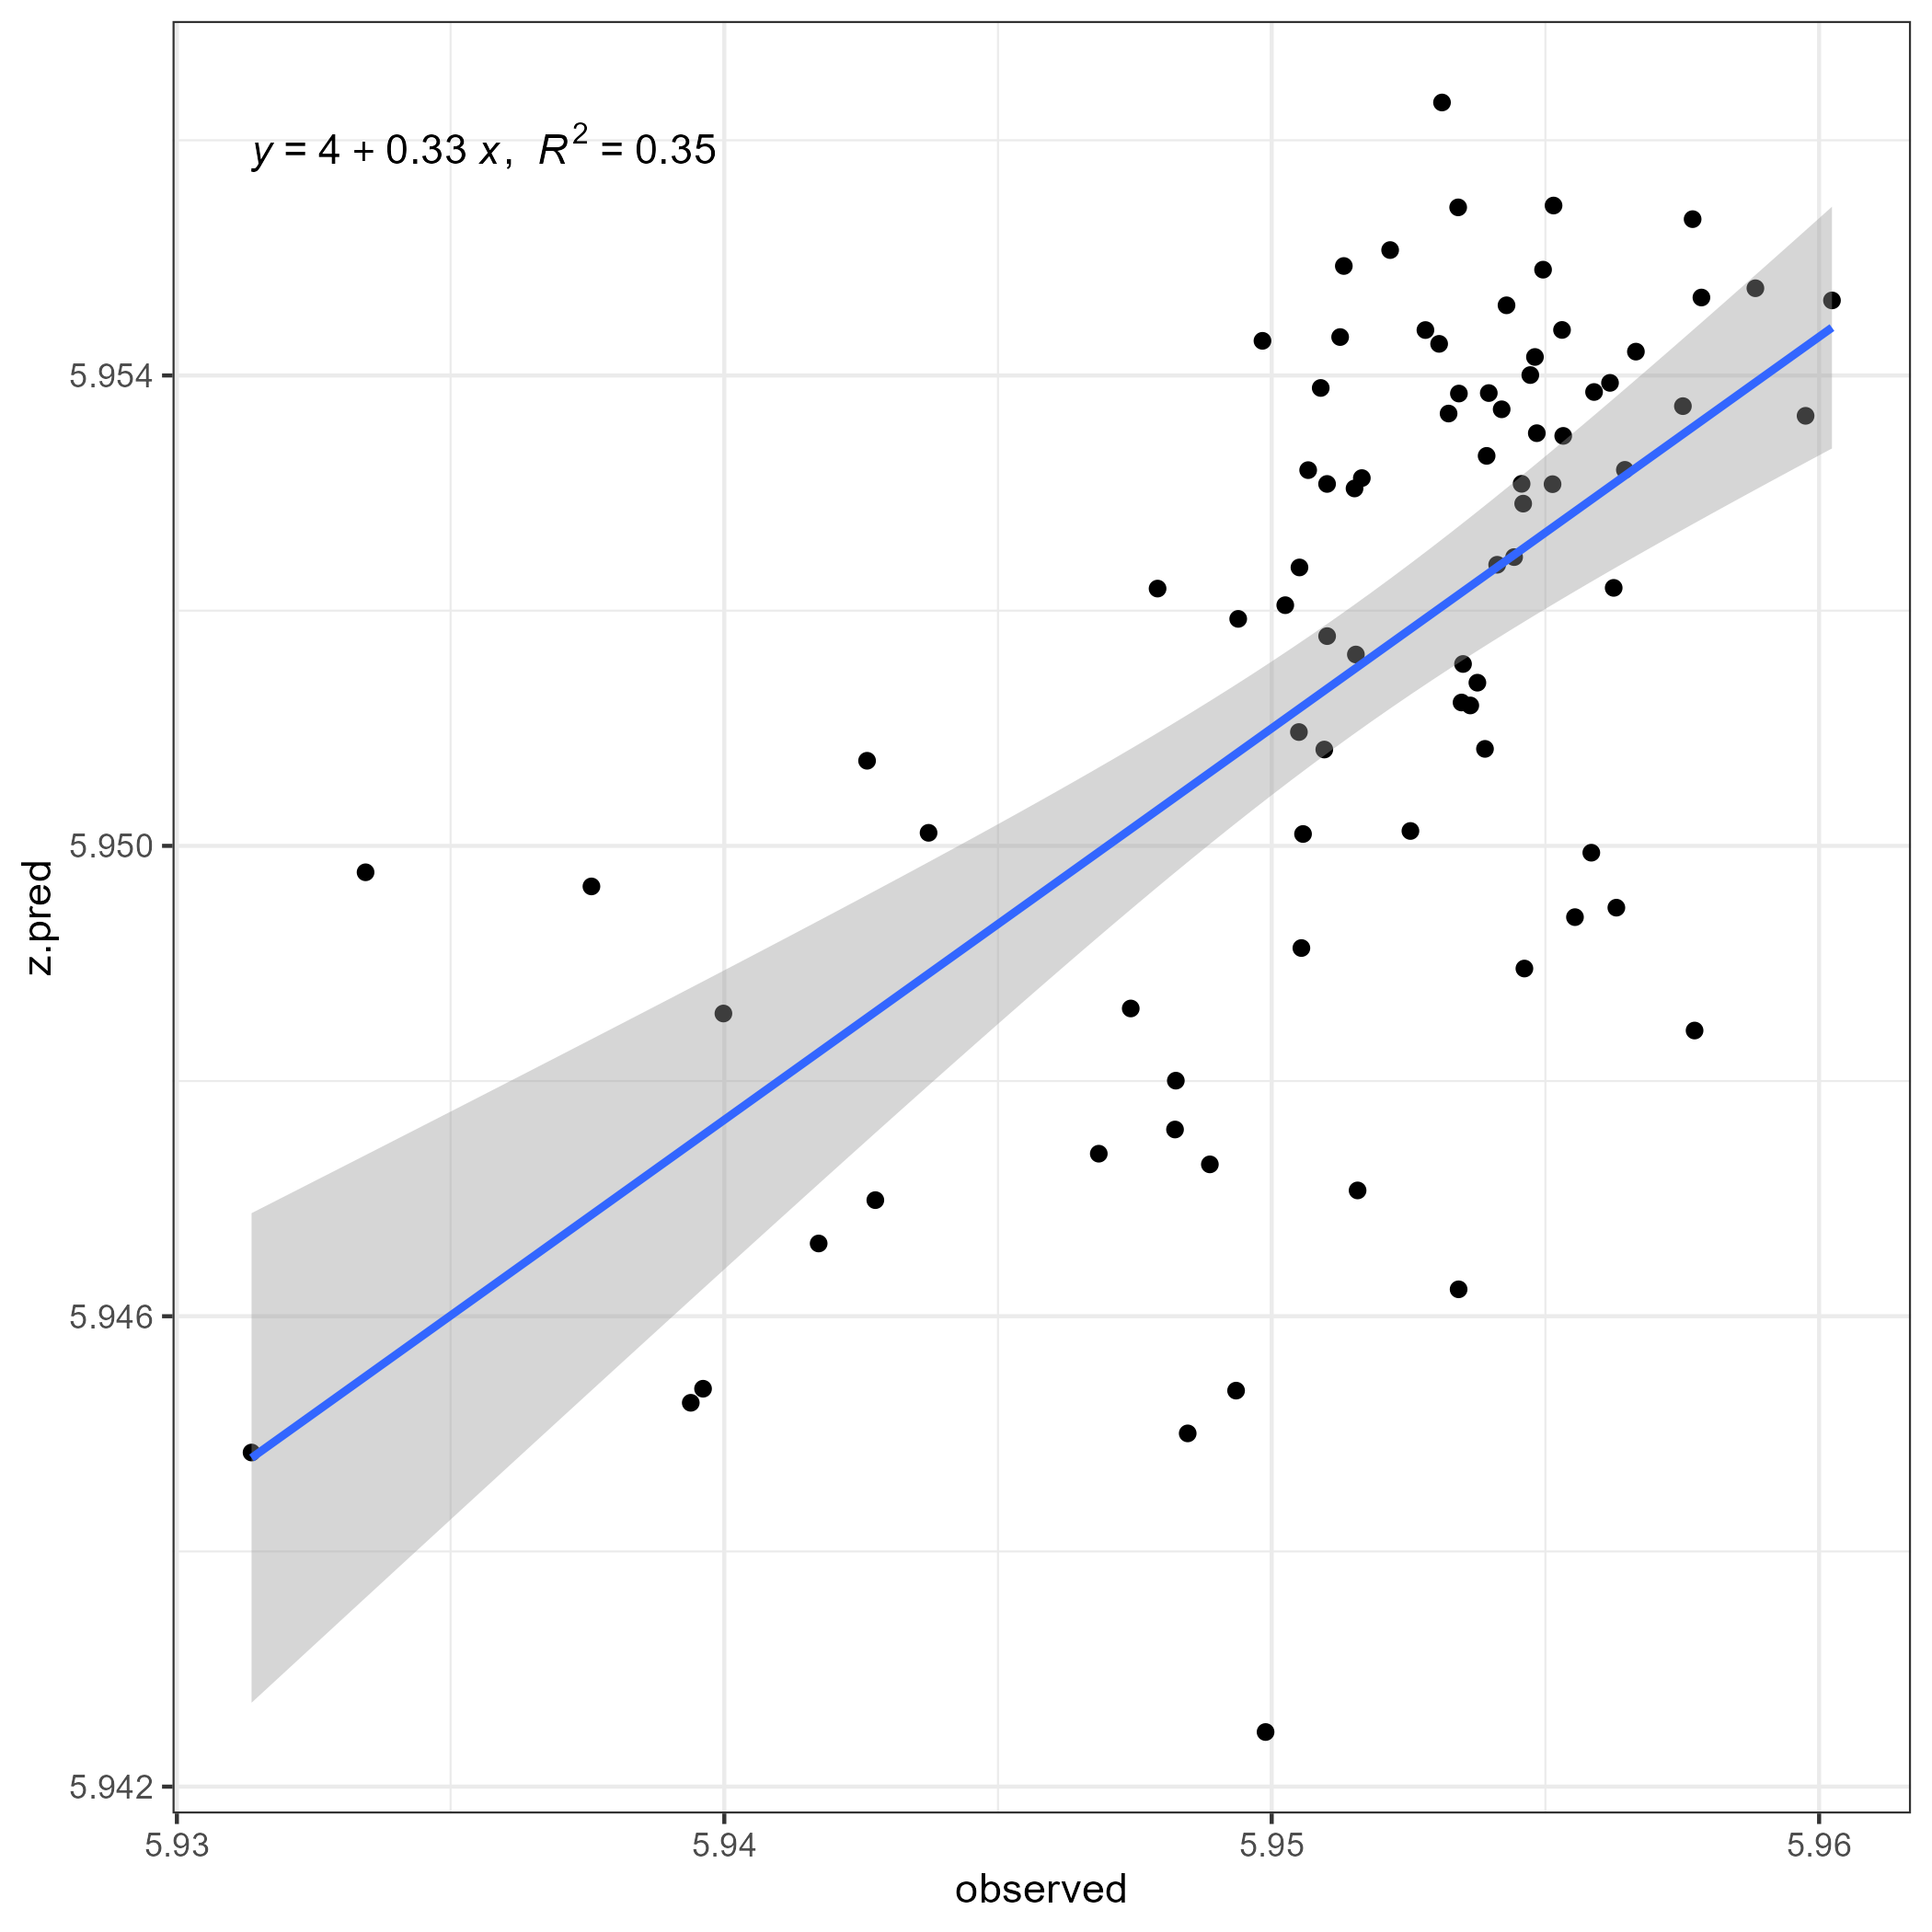 y = 4 + 0.33 x, R² = 0.35
5.954
5.950
5.946
5.942
z.pred
5.93 5.94 5.95 5.96
observed